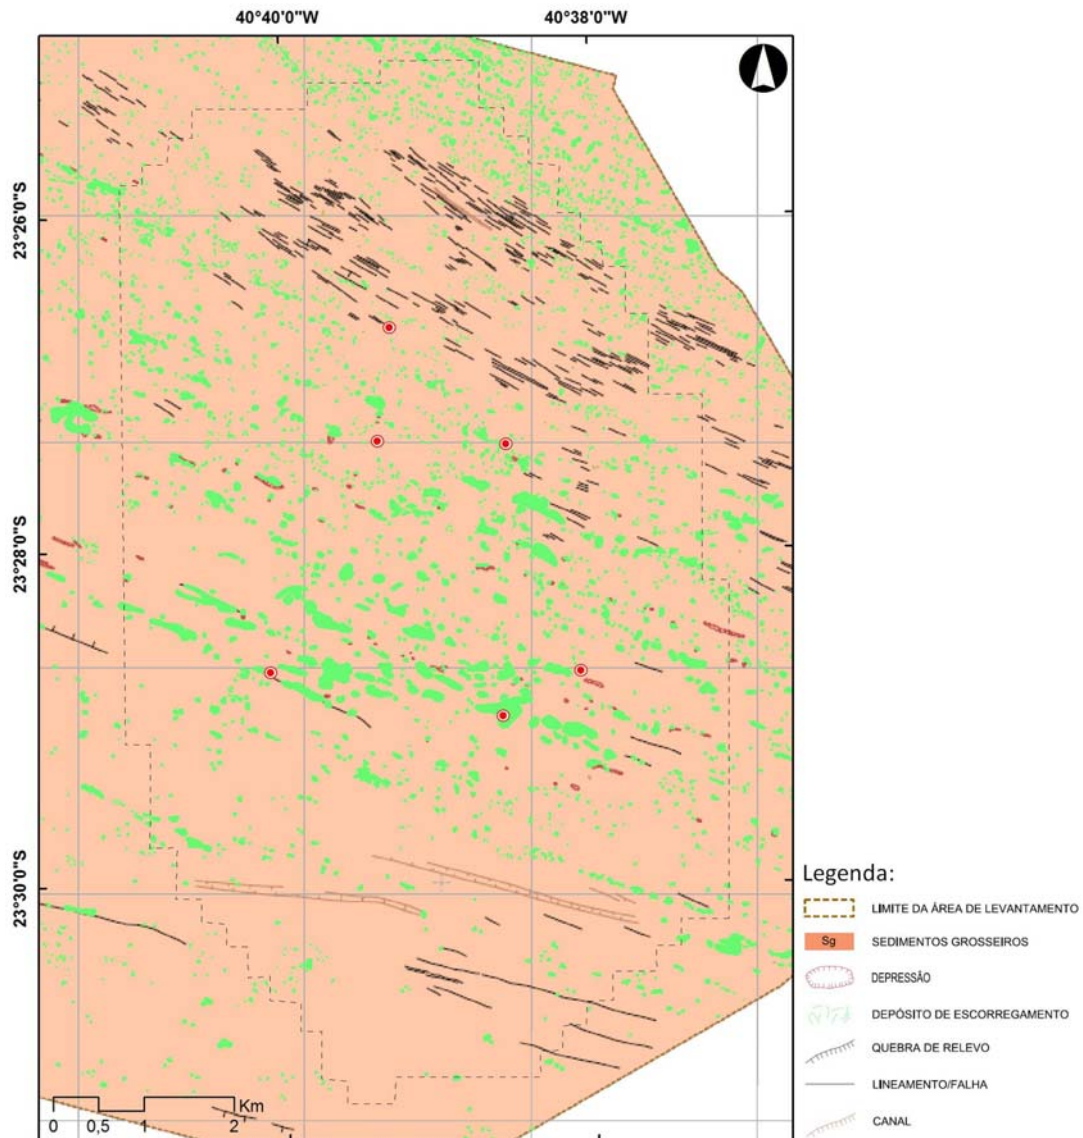 40°40'0"W
40°38'0"W
23°26'0"S
23°28'0"S
23°30'0"S
Km
0
0,5
1
2
Legenda:
LIMITE DA ÁREA DE LEVANTAMENTO
Sg
SEDIMENTOS GROSSEIROS
DEPRESSÃO
DEPÓSITO DE ESCORREGAMENTO
QUEBRA DE RELEVO
LINEAMENTO/FALHA
CANAL